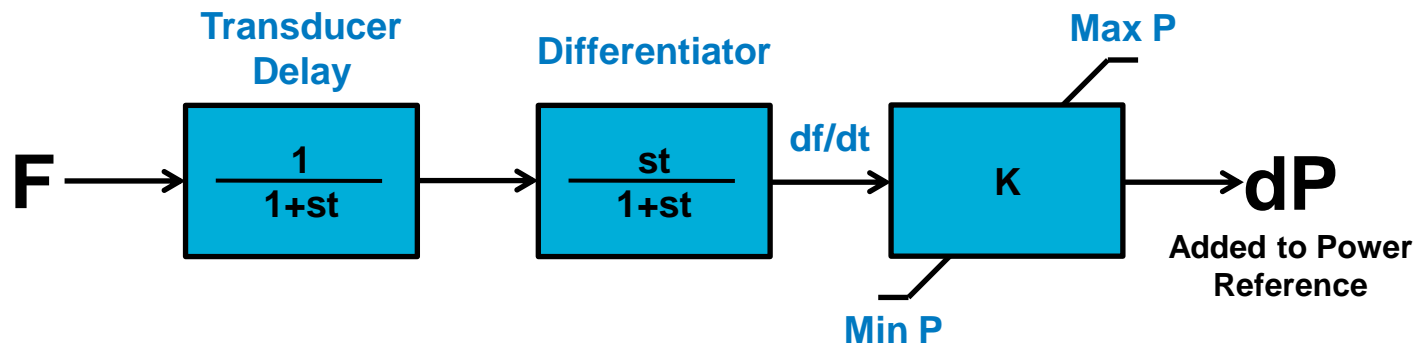 Transducer
Delay
Differentiator
Max P
F
1
1+st
st
1+st
df/dt
K
dP
Added to Power
Reference
Min P